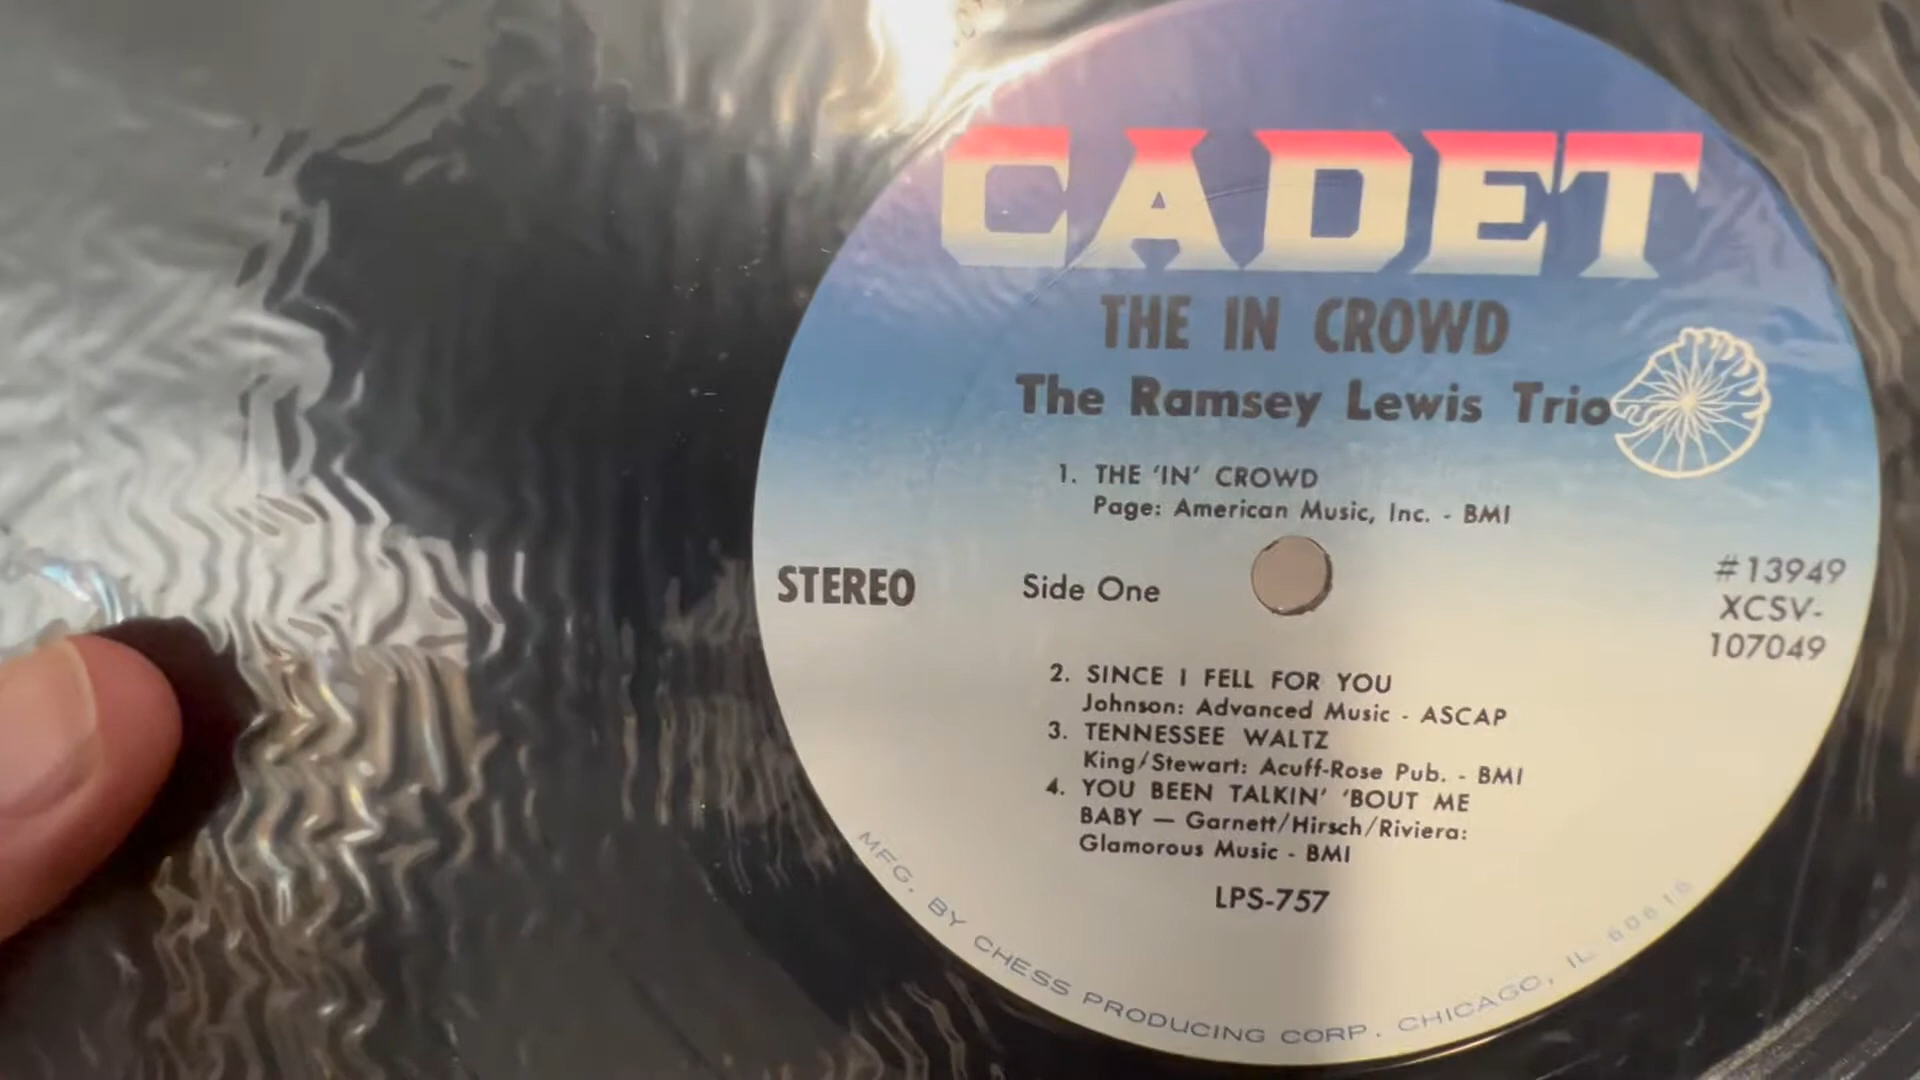 CADET
THE IN CROWD
The Ramsey Lewis Trio
1. THE 'IN' CROWD
Page: American Music, Inc. - BMI
STEREO
Side One
#13949
XCSV-
107049
2. SINCE I FELL FOR YOU
Johnson: Advanced Music - ASCAP
3. TENNESSEE WALTZ
King/Stewart: Acuff-Rose Pub. - BMI
4. YOU BEEN TALKIN' 'BOUT ME
BABY — Garnett/Hirsch/Riviera:
Glamorous Music - BMI
LPS-757
MFG. BY CHESS PRODUCING CORP. CHICAGO, IL 60616